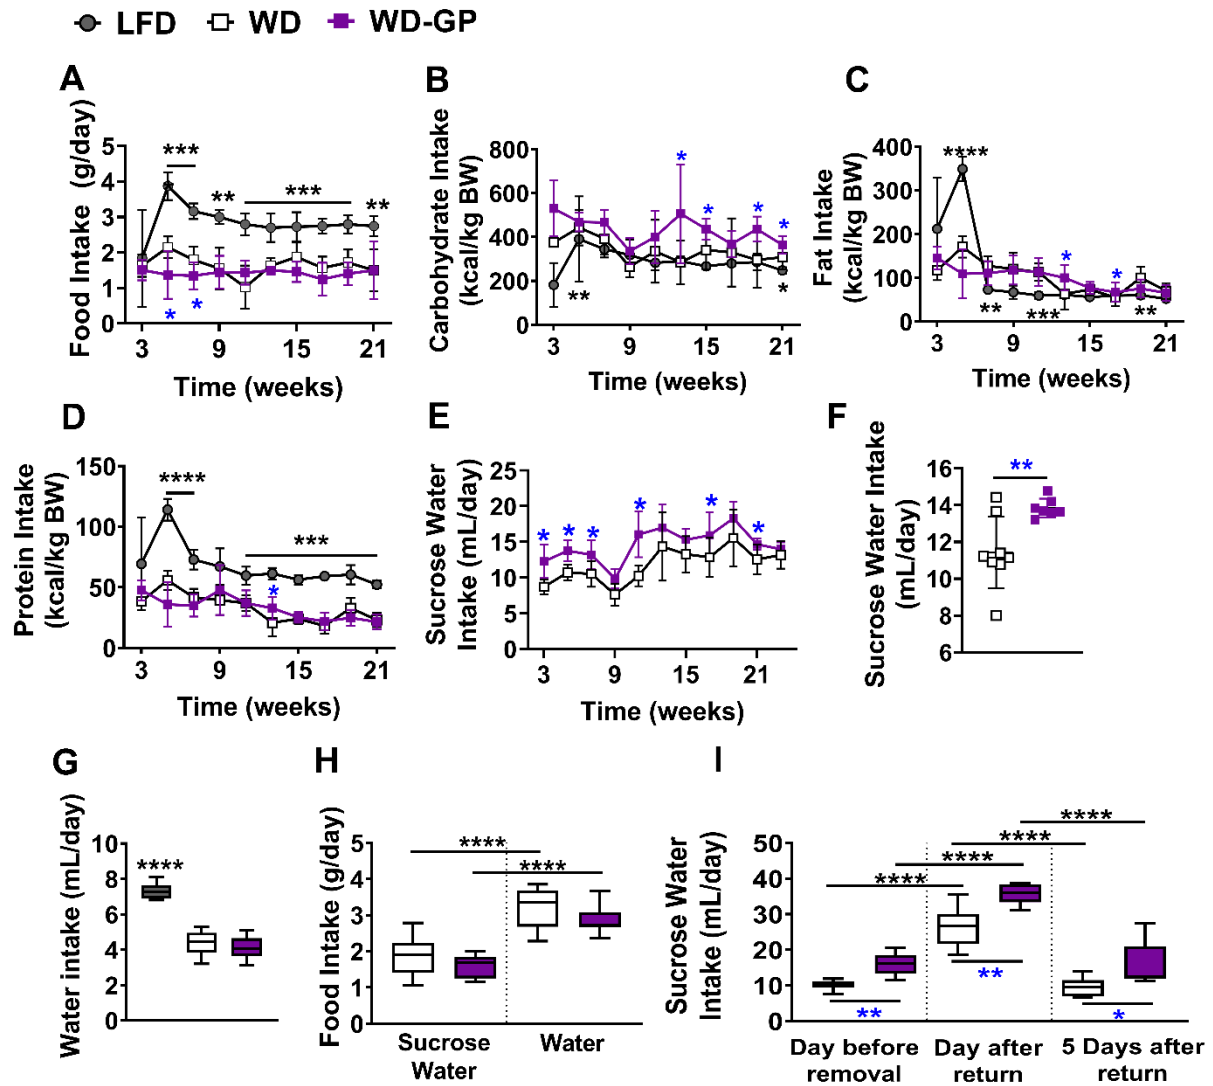 LFD WD WD-GP
A
Food Intake (g/day)
5
4
3
2
1
0
*** ** *** **
* *
3 9 15 21
Time (weeks)
B
Carbohydrate Intake
(kcal/kg BW)
800
600
400
200
0
* * * *
** *
3 9 15 21
Time (weeks)
C
Fat Intake
(kcal/kg BW)
400
300
200
100
0
****
* *
** *** **
3 9 15 21
Time (weeks)
D
Protein Intake
(kcal/kg BW)
150
100
50
0
**** ***
*
3 9 15 21
Time (weeks)
E
Sucrose Water
Intake (mL/day)
25
20
15
10
5
0
* * * * * *
3 9 15 21
Time (weeks)
F
Sucrose Water Intake
(mL/day)
16
14
12
10
8
6
**
G
Water intake (mL/day)
10
8
6
4
2
0
****
H
Food Intake (g/day)
5
4
3
2
1
0
****
****
Sucrose
Water
Water
I
Sucrose Water
Intake (mL/day)
50
40
30
20
10
0
****
****
****
****
**
**
*
Day before
removal
Day after
return
5 Days after
return